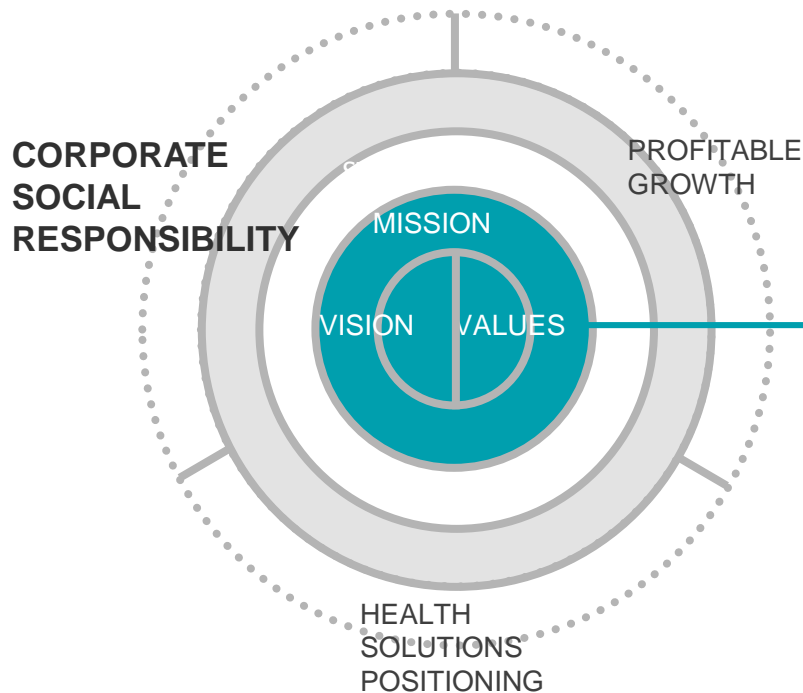 CORPORATE
SOCIAL
RESPONSIBILITY
PROFITABLE
GROWTH
MISSION
VISION
VALUES
HEALTH
SOLUTIONS
POSITIONING